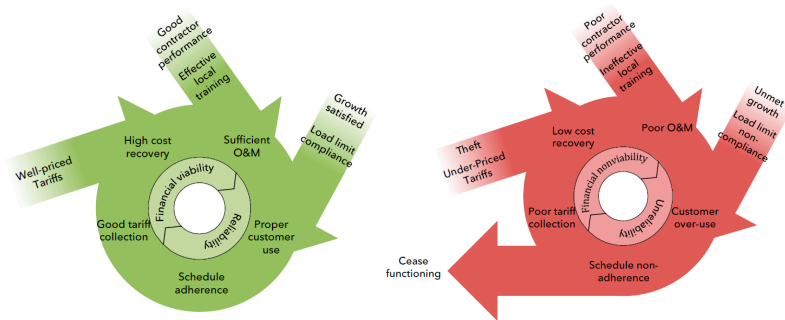 Good
contractor
performance
Effective
local
training
Growth
satisfied
Load limit
compliance
Well-priced
Tariffs
High cost
recovery
Sufficient
O&M
Financial viability
Reliability
Good tariff
collection
Proper
customer
use
Schedule
adherence
Poor
contractor
performance
Ineffective
local
training
Unmet
growth
Load limit
non-
compliance
Theft
Under-Priced
Tariffs
Low cost
recovery
Poor O&M
Financial nonviability
Unreliability
Poor tariff
collection
Customer
over-use
Schedule non-
adherence
Cease
functioning